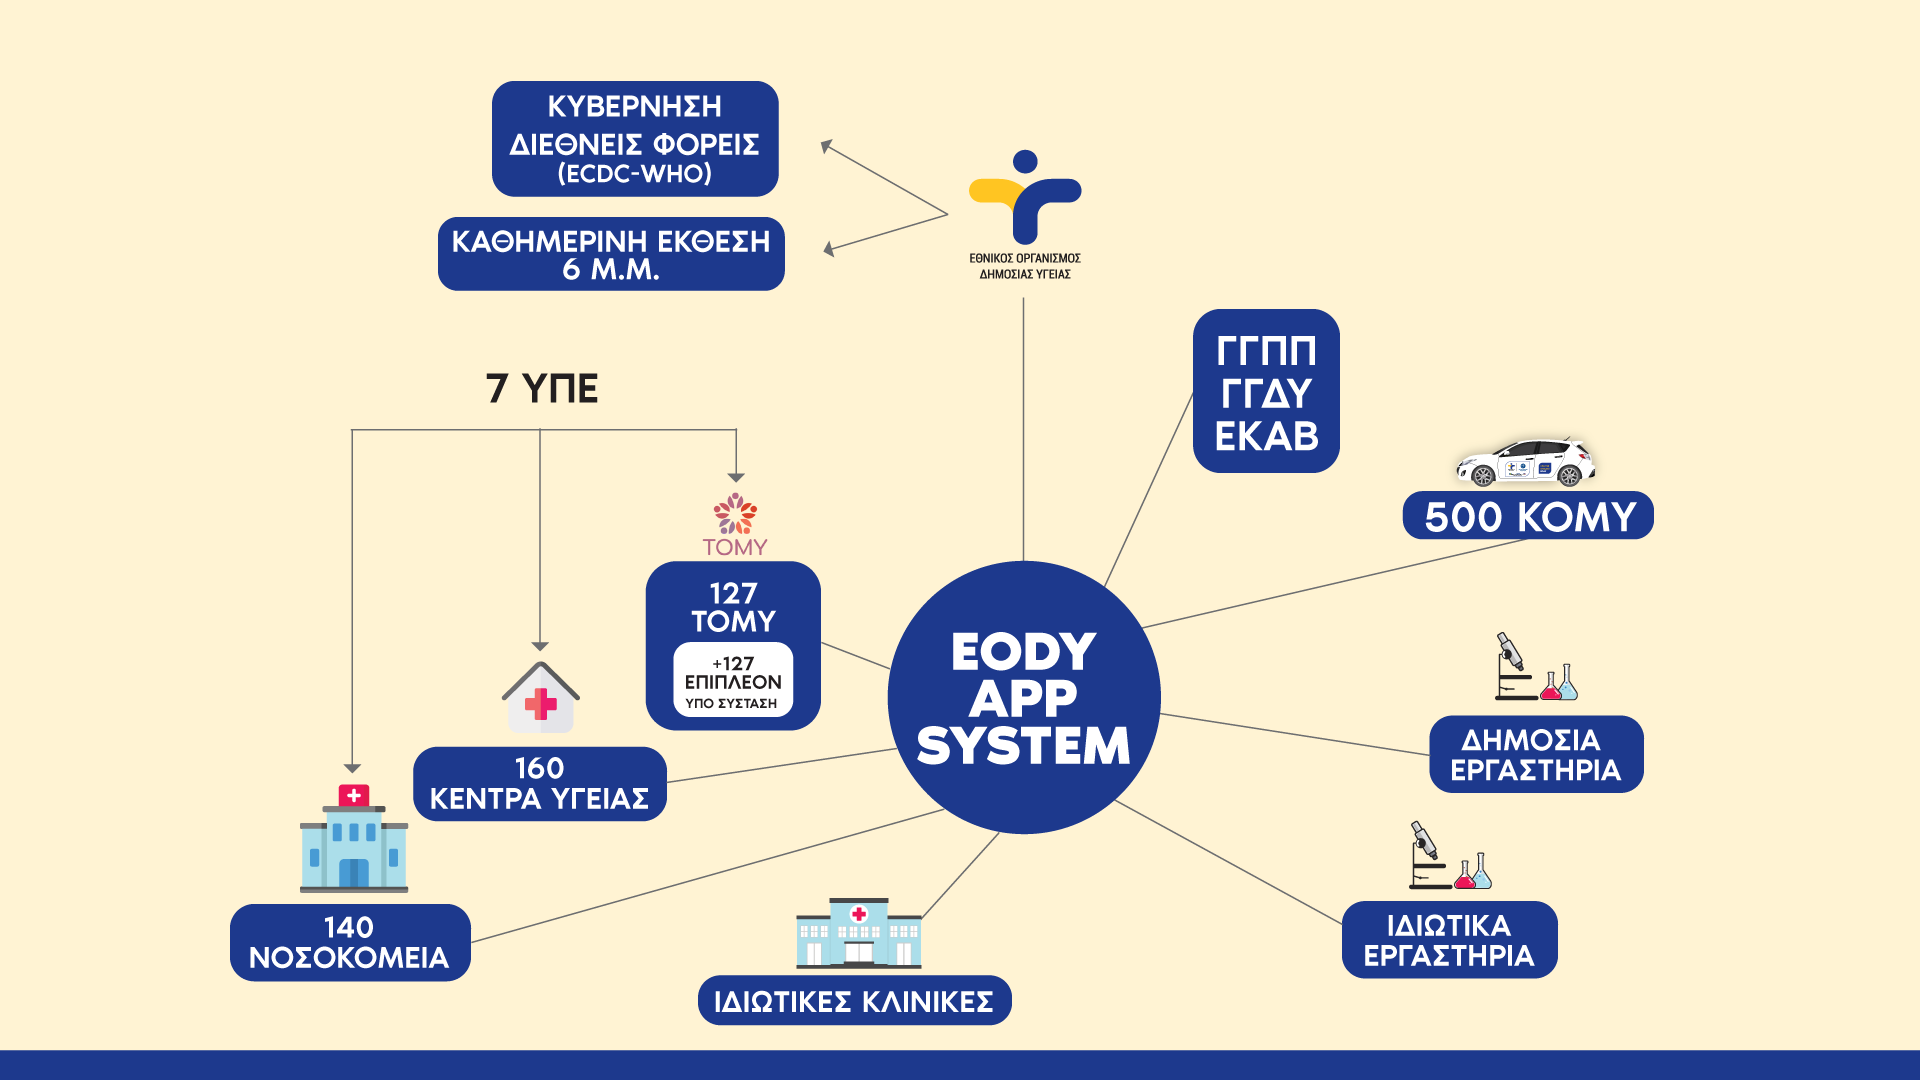 ΚΥΒΕΡΝΗΣΗ
ΔΙΕΘΝΕΙΣ ΦΟΡΕΙΣ
(ECDC-WHO)
ΚΑΘΗΜΕΡΙΝΗ ΕΚΘΕΣΗ
6 Μ.Μ.
ΕΘΝΙΚΟΣ ΟΡΓΑΝΙΣΜΟΣ
ΔΗΜΟΣΙΑΣ ΥΓΕΙΑΣ
ΓΓΠΠ
ΓΓΔΥ
ΕΚΑΒ
7 ΥΠΕ
500 ΚΟΜΥ
ΤΟΜΥ
127
ΤΟΜΥ
+127
ΕΠΙΠΛΕΟΝ
ΥΠΟ ΣΥΣΤΑΣΗ
EODY
APP
SYSTEM
160
ΚΕΝΤΡΑ ΥΓΕΙΑΣ
ΔΗΜΟΣΙΑ
ΕΡΓΑΣΤΗΡΙΑ
140
ΝΟΣΟΚΟΜΕΙΑ
ΙΔΙΩΤΙΚΕΣ ΚΛΙΝΙΚΕΣ
ΙΔΙΩΤΙΚΑ
ΕΡΓΑΣΤΗΡΙΑ